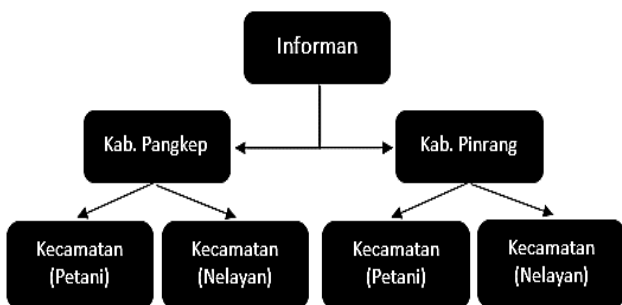 Informan
Kab. Pangkep
Kab. Pinrang
Kecamatan
(Petani)
Kecamatan
(Nelayan)
Kecamatan
(Petani)
Kecamatan
(Nelayan)